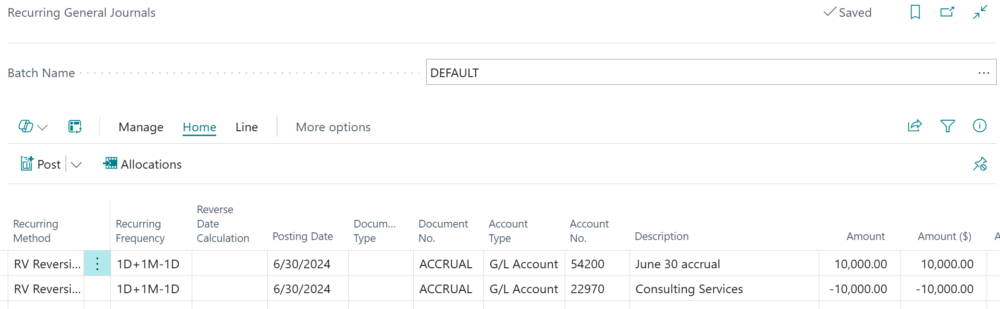 Recurring General Journals
Saved
Batch Name
DEFAULT
Manage Home Line More options
Post Allocations
Recurring Method
Recurring Frequency
Reverse Date Calculation
Posting Date
Docum... Type
Document No.
Account Type
Account No.
Description
Amount
Amount ($)
A
RV Reversi... 1D+1M-1D 6/30/2024 ACCRUAL G/L Account 54200 June 30 accrual 10,000.00 10,000.00
RV Reversi... 1D+1M-1D 6/30/2024 ACCRUAL G/L Account 22970 Consulting Services -10,000.00 -10,000.00